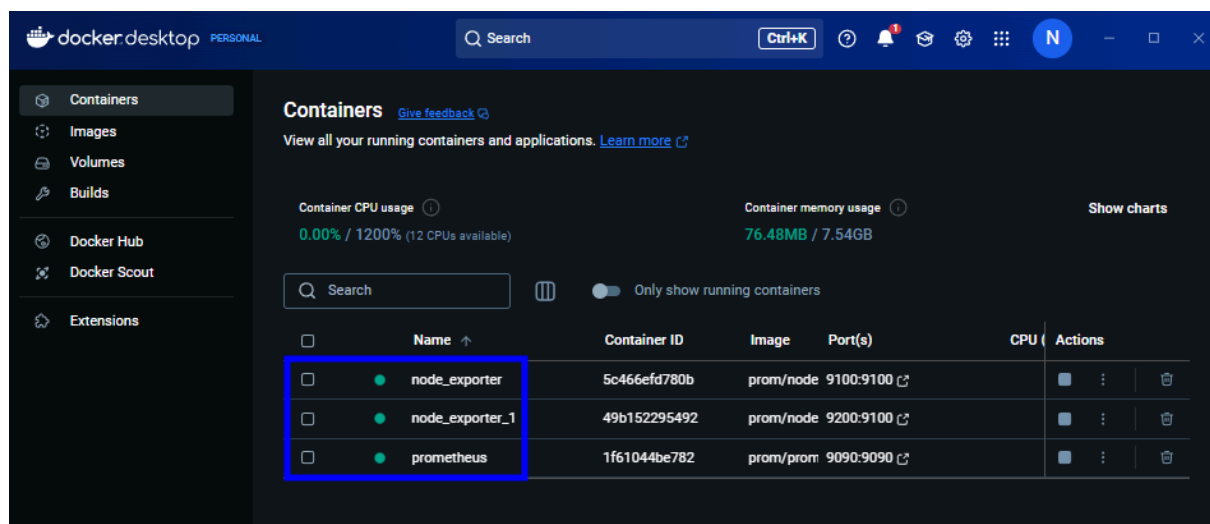 docker.desktop PERSONAL Search Ctrl+K 1 N
Containers
Images
Volumes
Builds
Docker Hub
Docker Scout
Extensions
Containers Give feedback
View all your running containers and applications. Learn more
Container CPU usage
0.00% / 1200% (12 CPUs available)
Container memory usage
76.48MB / 7.54GB
Show charts
Search Only show running containers
Name Container ID Image Port(s) CPU ( Actions
node_exporter 5c466efd780b prom/node 9100:9100
node_exporter_1 49b152295492 prom/node 9200:9100
prometheus 1f61044be782 prom/prom 9090:9090